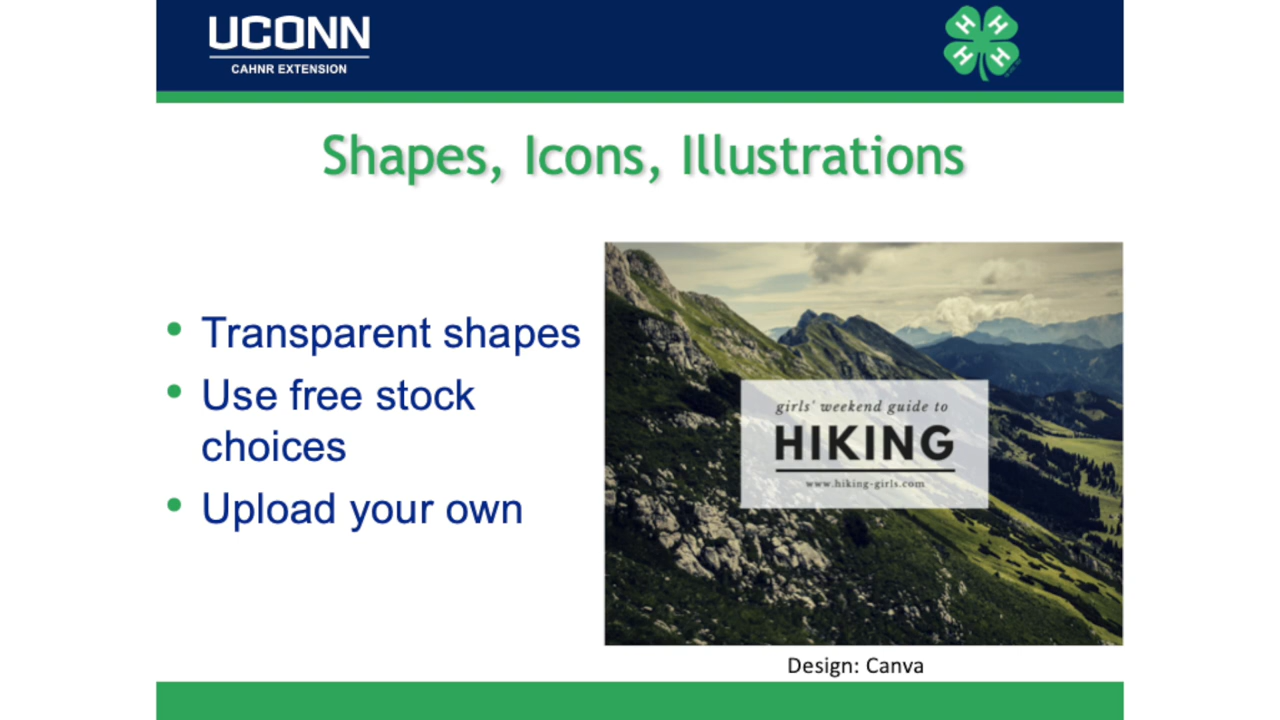 UCONN
CAHNR EXTENSION
H H
H H
Shapes, Icons, Illustrations
• Transparent shapes
• Use free stock
choices
• Upload your own
girls' weekend guide to
HIKING
www.hiking-girls.com
Design: Canva